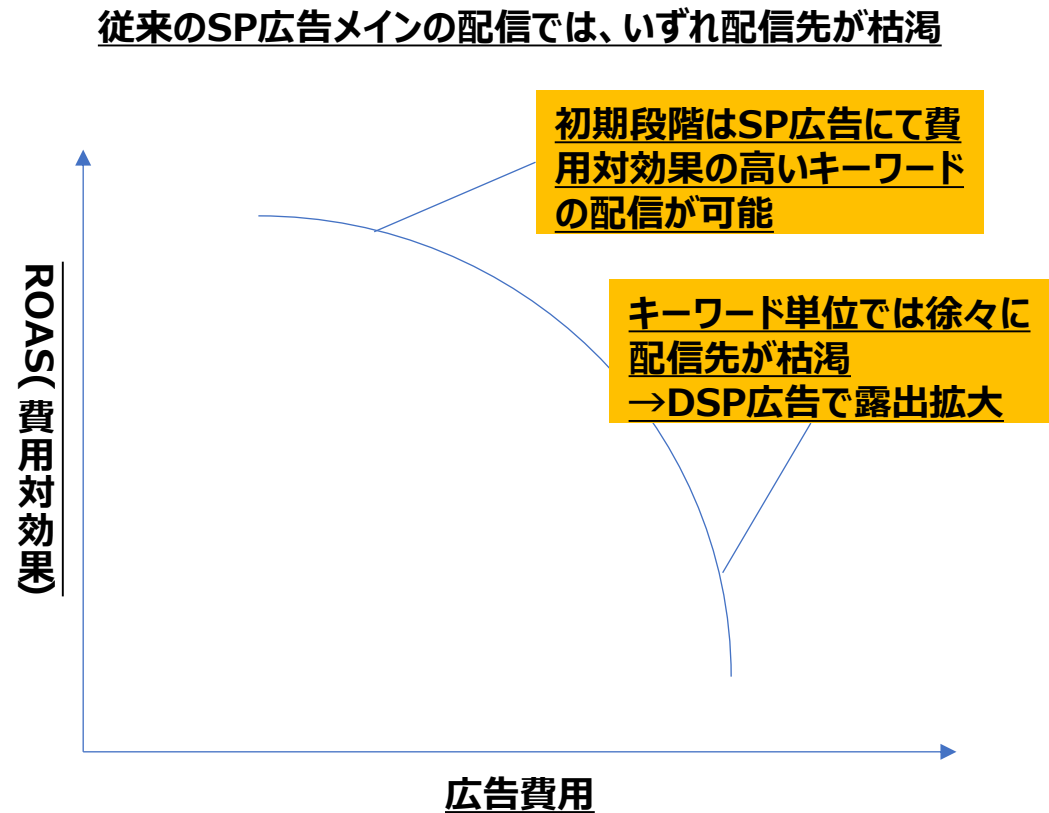 従来のSP広告メインの配信では、いずれ配信先が枯渇
初期段階はSP広告にて費
用対効果の高いキーワード
の配信が可能
キーワード単位では徐々に
配信先が枯渇
→DSP広告で露出拡大
ROAS(費用対効果)
広告費用